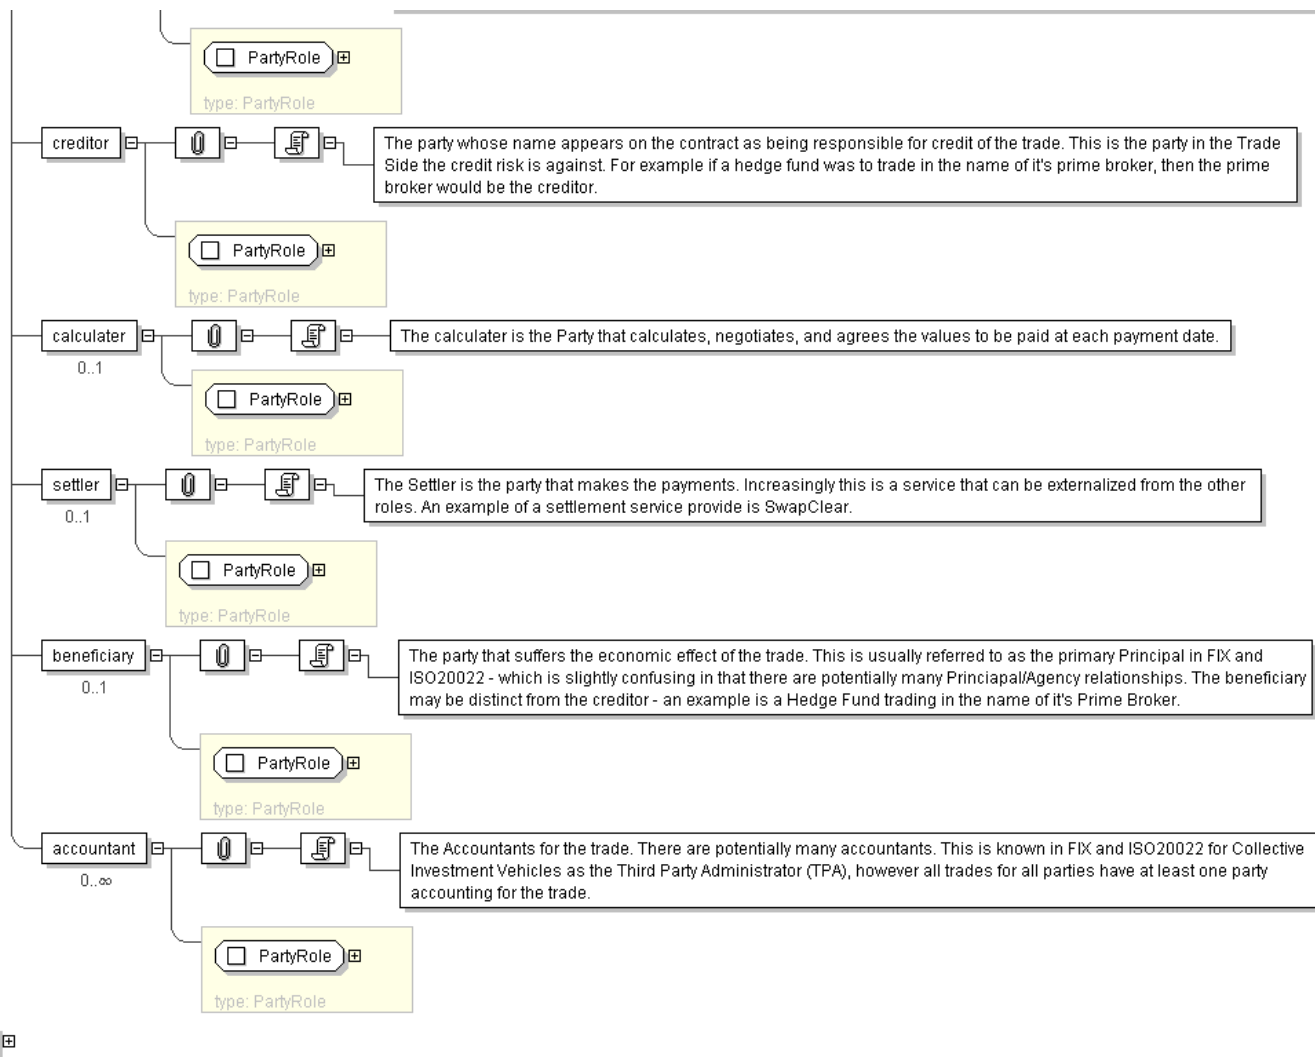 PartyRole
type: PartyRole
creditor
The party whose name appears on the contract as being responsible for credit of the trade. This is the party in the Trade
Side the credit risk is against. For example if a hedge fund was to trade in the name of it's prime broker, then the prime
broker would be the creditor.
PartyRole
type: PartyRole
calculater
The calculater is the Party that calculates, negotiates, and agrees the values to be paid at each payment date.
0..1
PartyRole
type: PartyRole
settler
The Settler is the party that makes the payments. Increasingly this is a service that can be externalized from the other
roles. An example of a settlement service provide is SwapClear.
0..1
PartyRole
type: PartyRole
beneficiary
The party that suffers the economic effect of the trade. This is usually referred to as the primary Principal in FIX and
ISO20022 - which is slightly confusing in that there are potentially many Princiapal/Agency relationships. The beneficiary
may be distinct from the creditor - an example is a Hedge Fund trading in the name of it's Prime Broker.
0..1
PartyRole
type: PartyRole
accountant
The Accountants for the trade. There are potentially many accountants. This is known in FIX and ISO20022 for Collective
Investment Vehicles as the Third Party Administrator (TPA), however all trades for all parties have at least one party
accounting for the trade.
0..∞
PartyRole
type: PartyRole